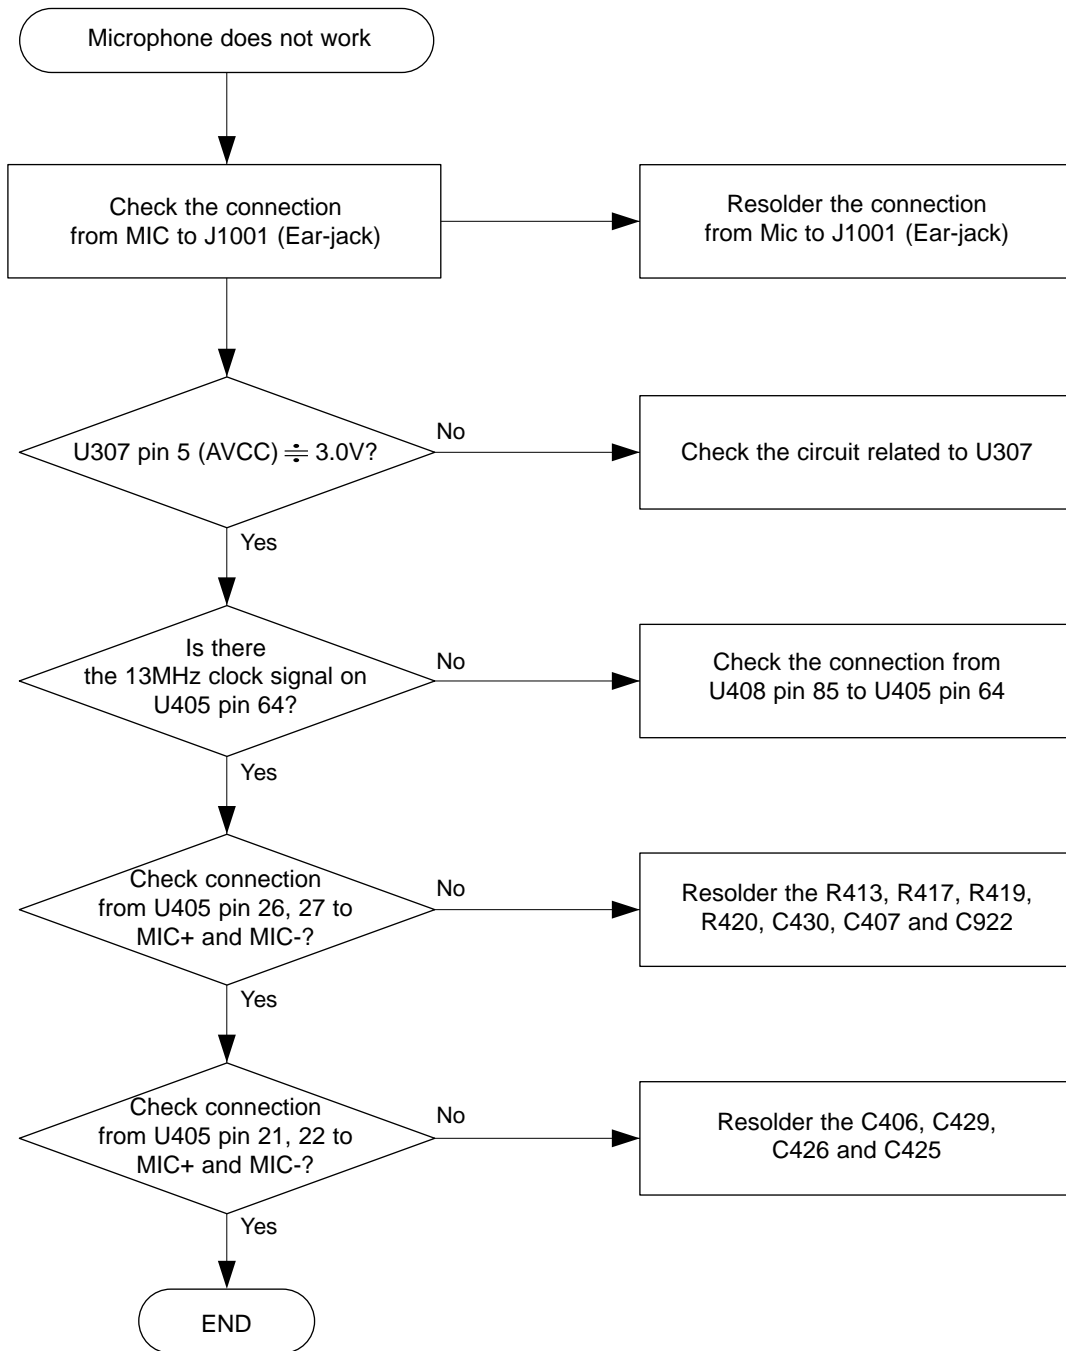 Microphone does not work
Check the connection
from MIC to J1001 (Ear-jack)
Resolder the connection
from Mic to J1001 (Ear-jack)
U307 pin 5 (AVCC) ≑ 3.0V?
No
Check the circuit related to U307
Yes
Is there
the 13MHz clock signal on
U405 pin 64?
No
Check the connection from
U408 pin 85 to U405 pin 64
Yes
Check connection
from U405 pin 26, 27 to
MIC+ and MIC-?
No
Resolder the R413, R417, R419,
R420, C430, C407 and C922
Yes
Check connection
from U405 pin 21, 22 to
MIC+ and MIC-?
No
Resolder the C406, C429,
C426 and C425
Yes
END